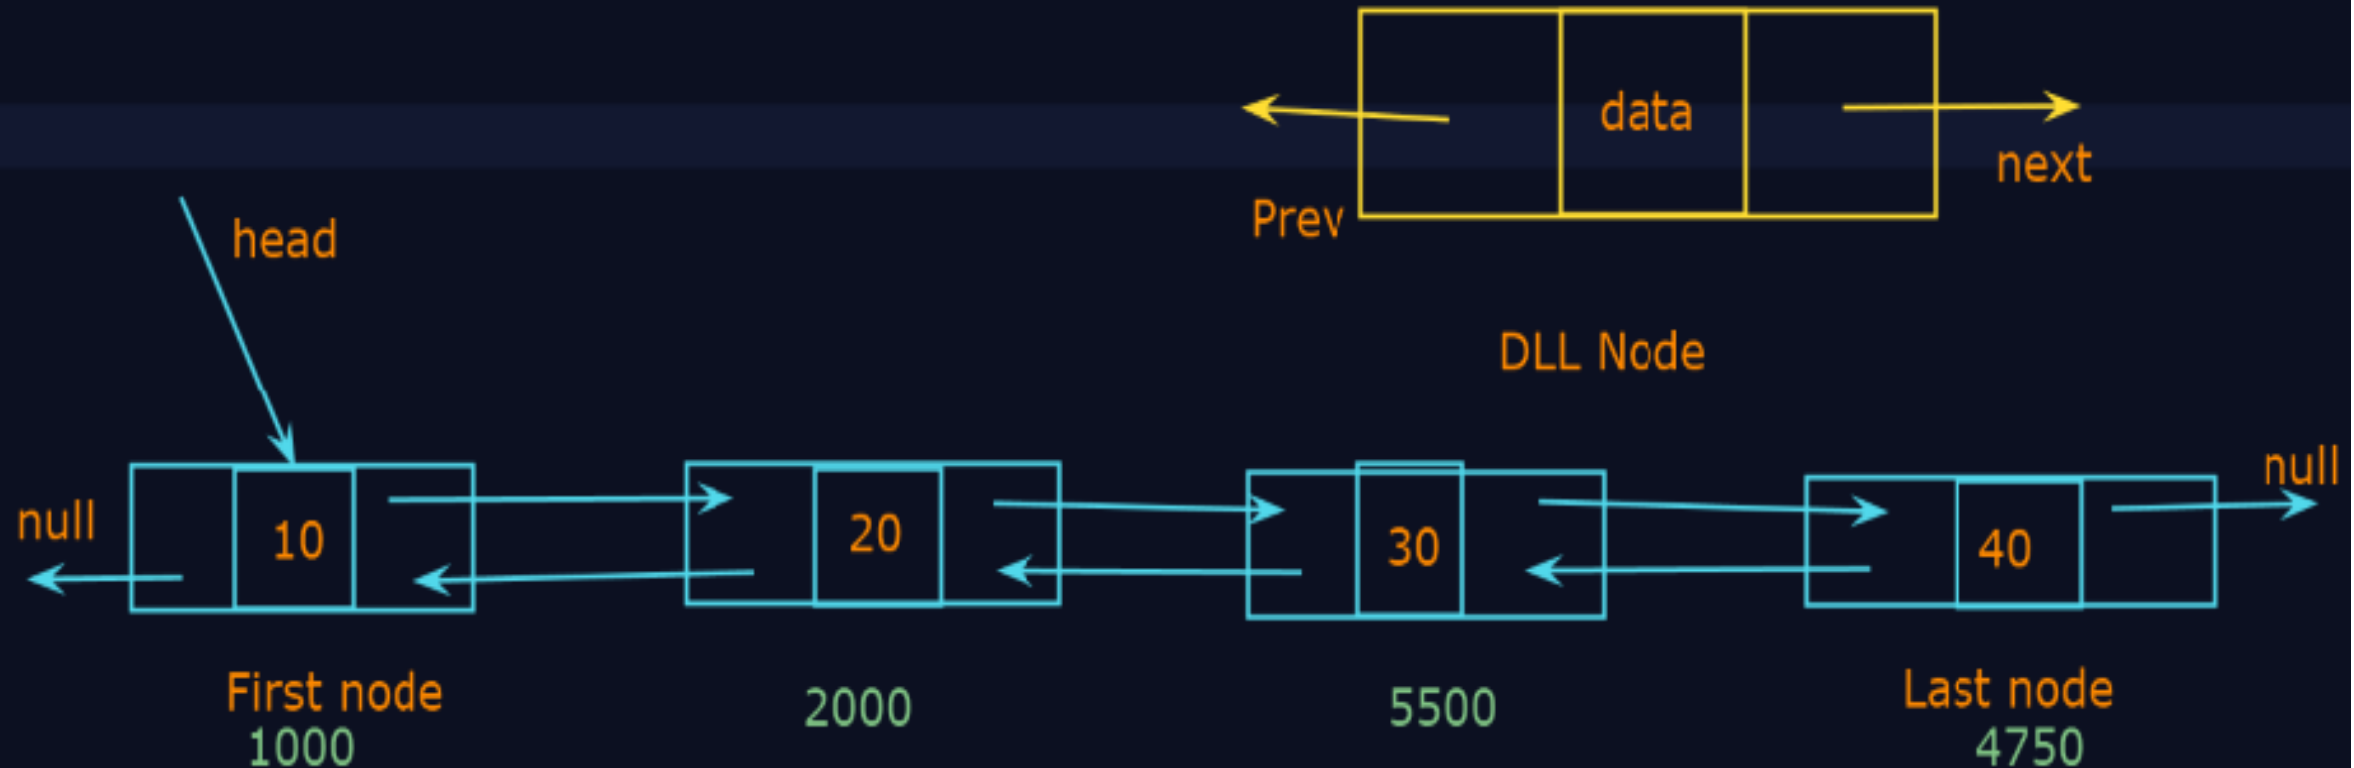 data
next
Prev
head
DLL Node
null
null
10
20
30
40
First node
2000
5500
Last node
1000
4750